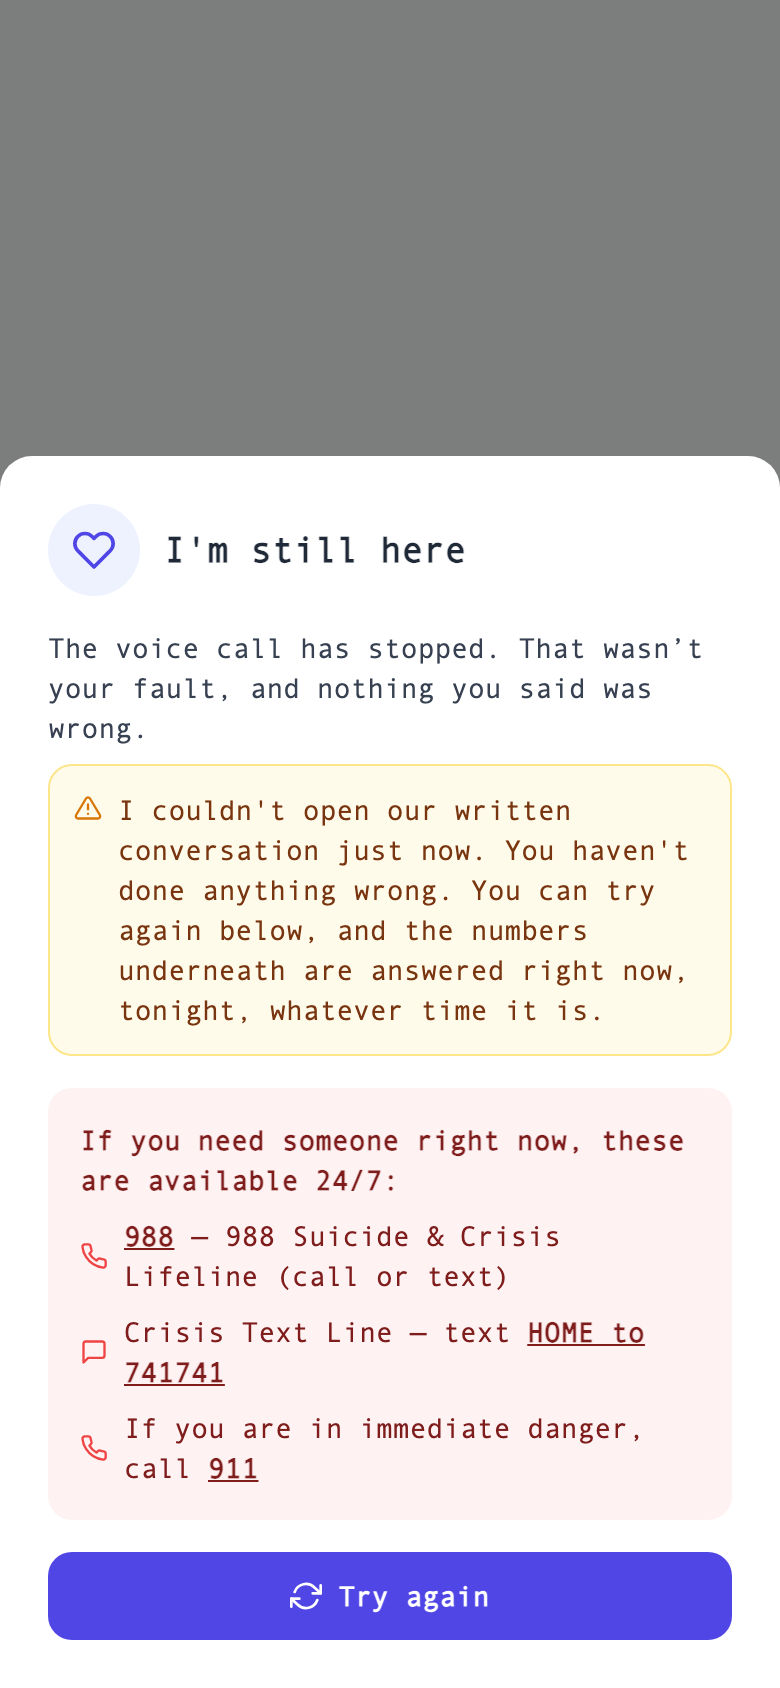 I'm still here
The voice call has stopped. That wasn’t
your fault, and nothing you said was
wrong.
I couldn't open our written
conversation just now. You haven't
done anything wrong. You can try
again below, and the numbers
underneath are answered right now,
tonight, whatever time it is.
If you need someone right now, these
are available 24/7:
988 — 988 Suicide & Crisis
Lifeline (call or text)
Crisis Text Line — text HOME to
741741
If you are in immediate danger,
call 911
Try again